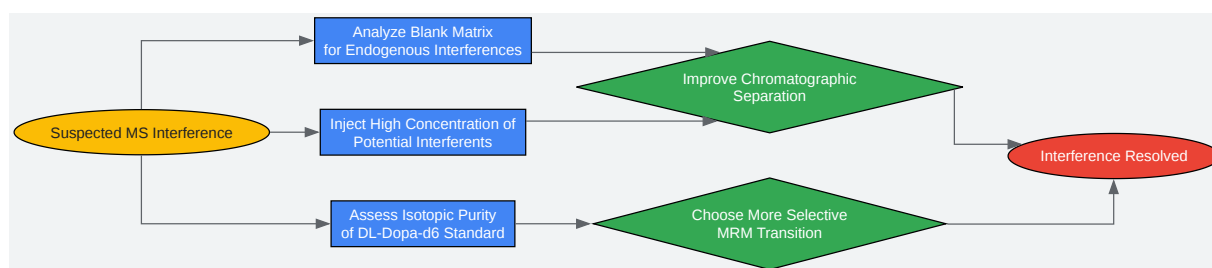 Analyze Blank Matrix
for Endogenous Interferences
Improve Chromatographic
Separation
Suspected MS Interference
Inject High Concentration of
Potential Interferents
Interference Resolved
Assess Isotopic Purity
of DL-Dopa-d6 Standard
Choose More Selective
MRM Transition